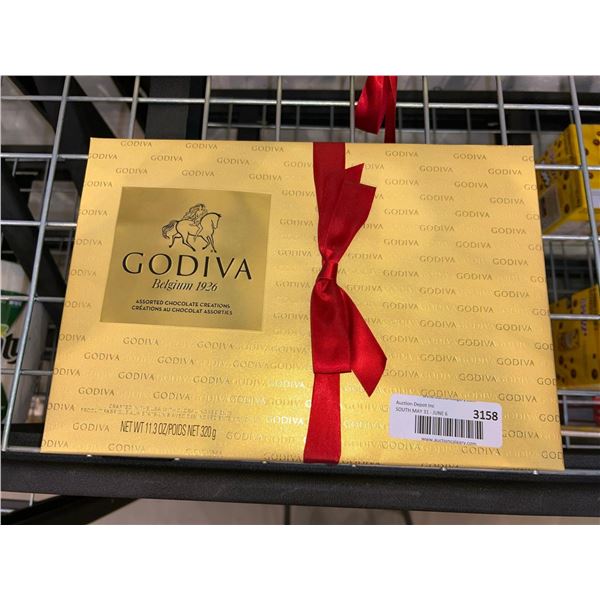 GODIVA
Belgium 1926
ASSORTED CHOCOLATE CREATIONS
CRÉATIONS AU CHOCOLAT ASSORTIES
NET WT 11.3 OZ/POIDS NET 320 g
Auction Depot Inc
SOUTH MAY 31 - JUNE 6
3158
www.auctiondepot.com